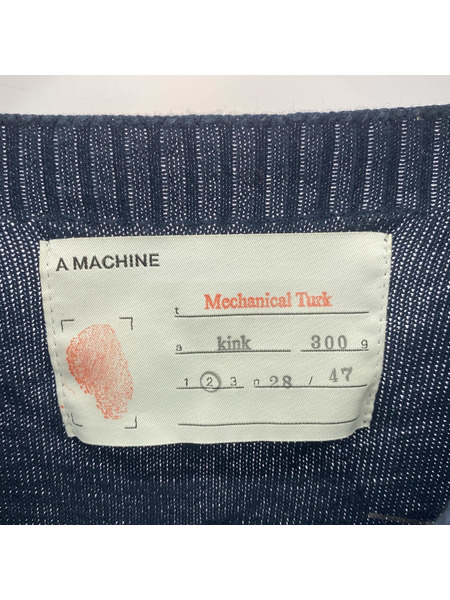 A MACHINE
t Mechanical Turk
a kink 300 g
1 2 3 n 28 / 47